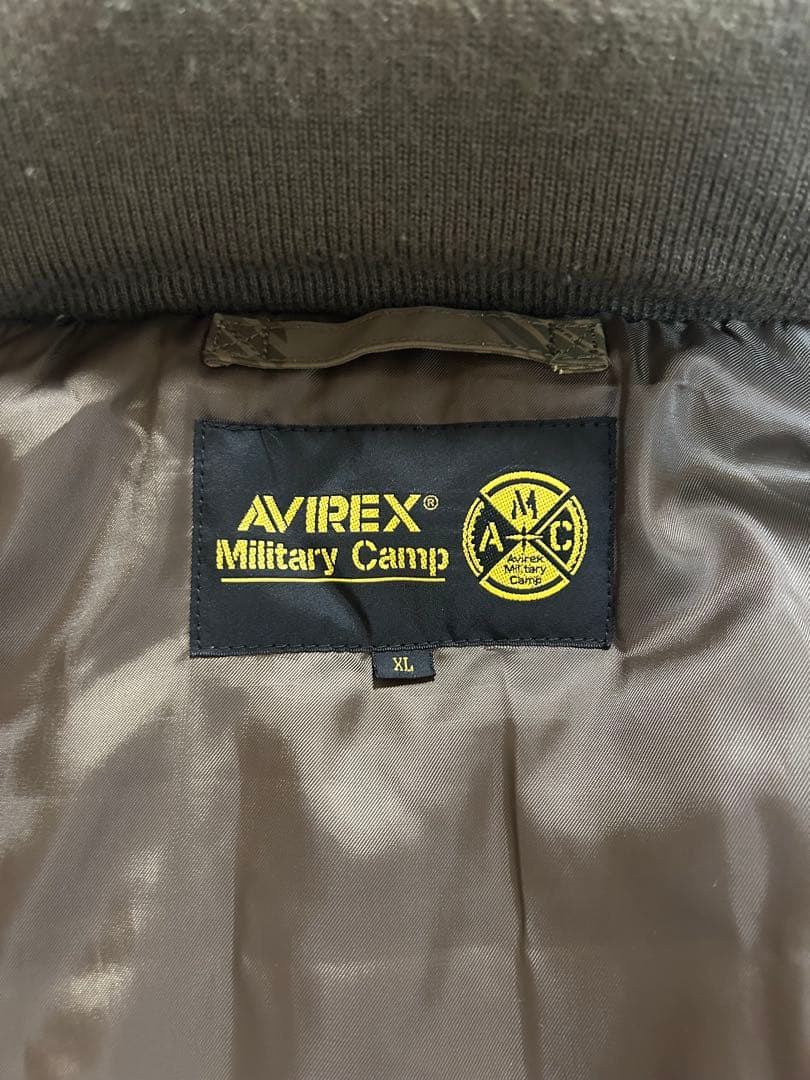 AVIREX®
Military Camp
M
A C
Avirex
Military
Camp
XL